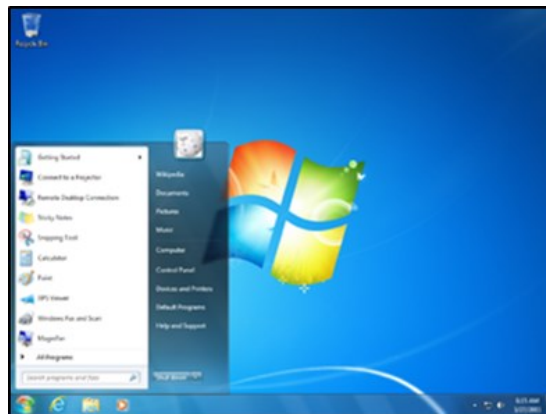 Recycle Bin
Getting Started
Connect to a Projector
Remote Desktop Connection
Sticky Notes
Snipping Tool
Calculator
Paint
XPS Viewer
Windows Fax and Scan
Magnifier
All Programs
Search programs and files
Wikipedia
Documents
Pictures
Music
Computer
Control Panel
Devices and Printers
Default Programs
Help and Support
Shut down